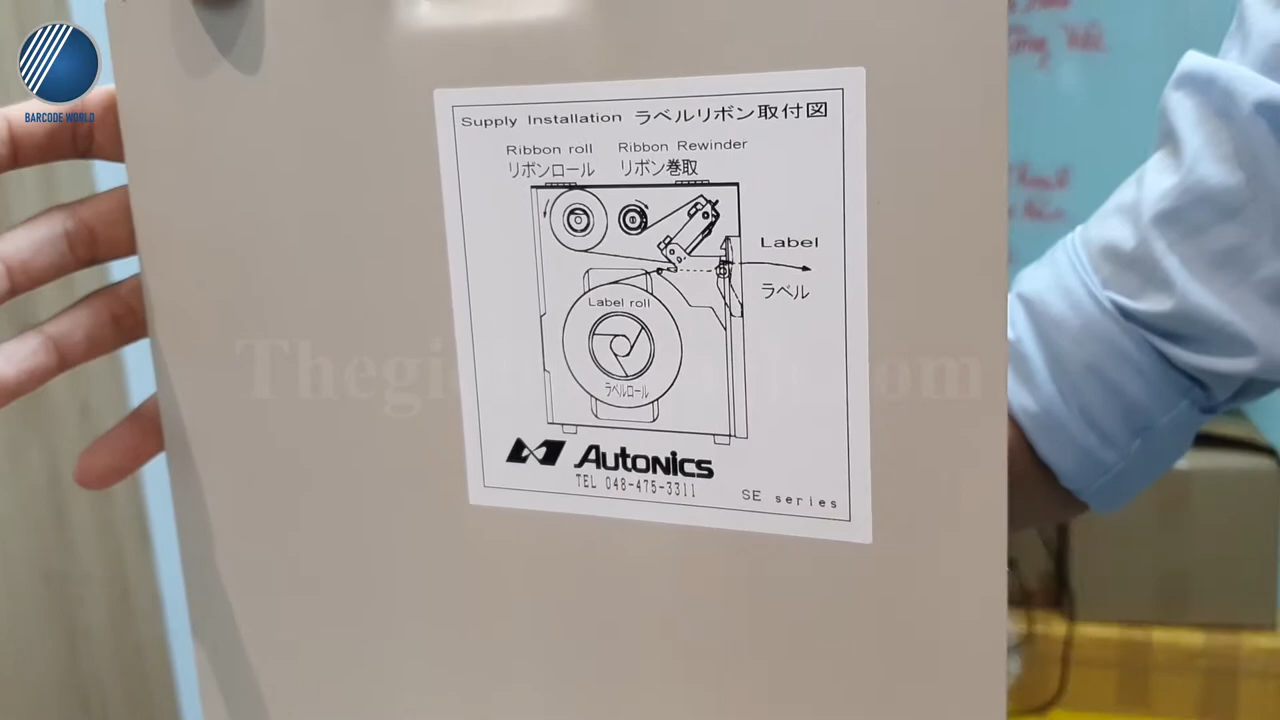 BARCODE WORLD
Supply Installation ラベルリボン取付図
Ribbon roll Ribbon Rewinder
リボンロール リボン巻取
Label
ラベル
Label roll
ラベルロール
Autonics
TEL 048-475-3311
SE series